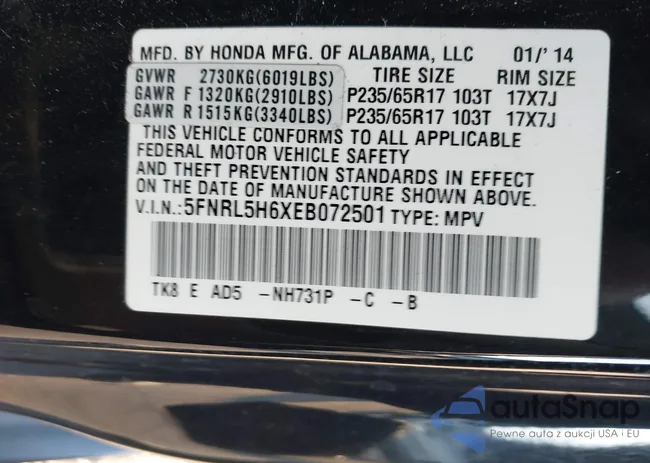 MFD. BY HONDA MFG. OF ALABAMA, LLC 01/'14
GVWR 2730KG(6019LBS) TIRE SIZE RIM SIZE
GAWR F 1320KG(2910LBS) P235/65R17 103T 17X7J
GAWR R 1515KG(3340LBS) P235/65R17 103T 17X7J
THIS VEHICLE CONFORMS TO ALL APPLICABLE
FEDERAL MOTOR VEHICLE SAFETY
AND THEFT PREVENTION STANDARDS IN EFFECT
ON THE DATE OF MANUFACTURE SHOWN ABOVE.
V.I.N.:5FNRL5H6XEB072501 TYPE: MPV
TK8 E AD5 -NH731P -C -B
autaSnap
Pewne auta z aukcji USA i EU